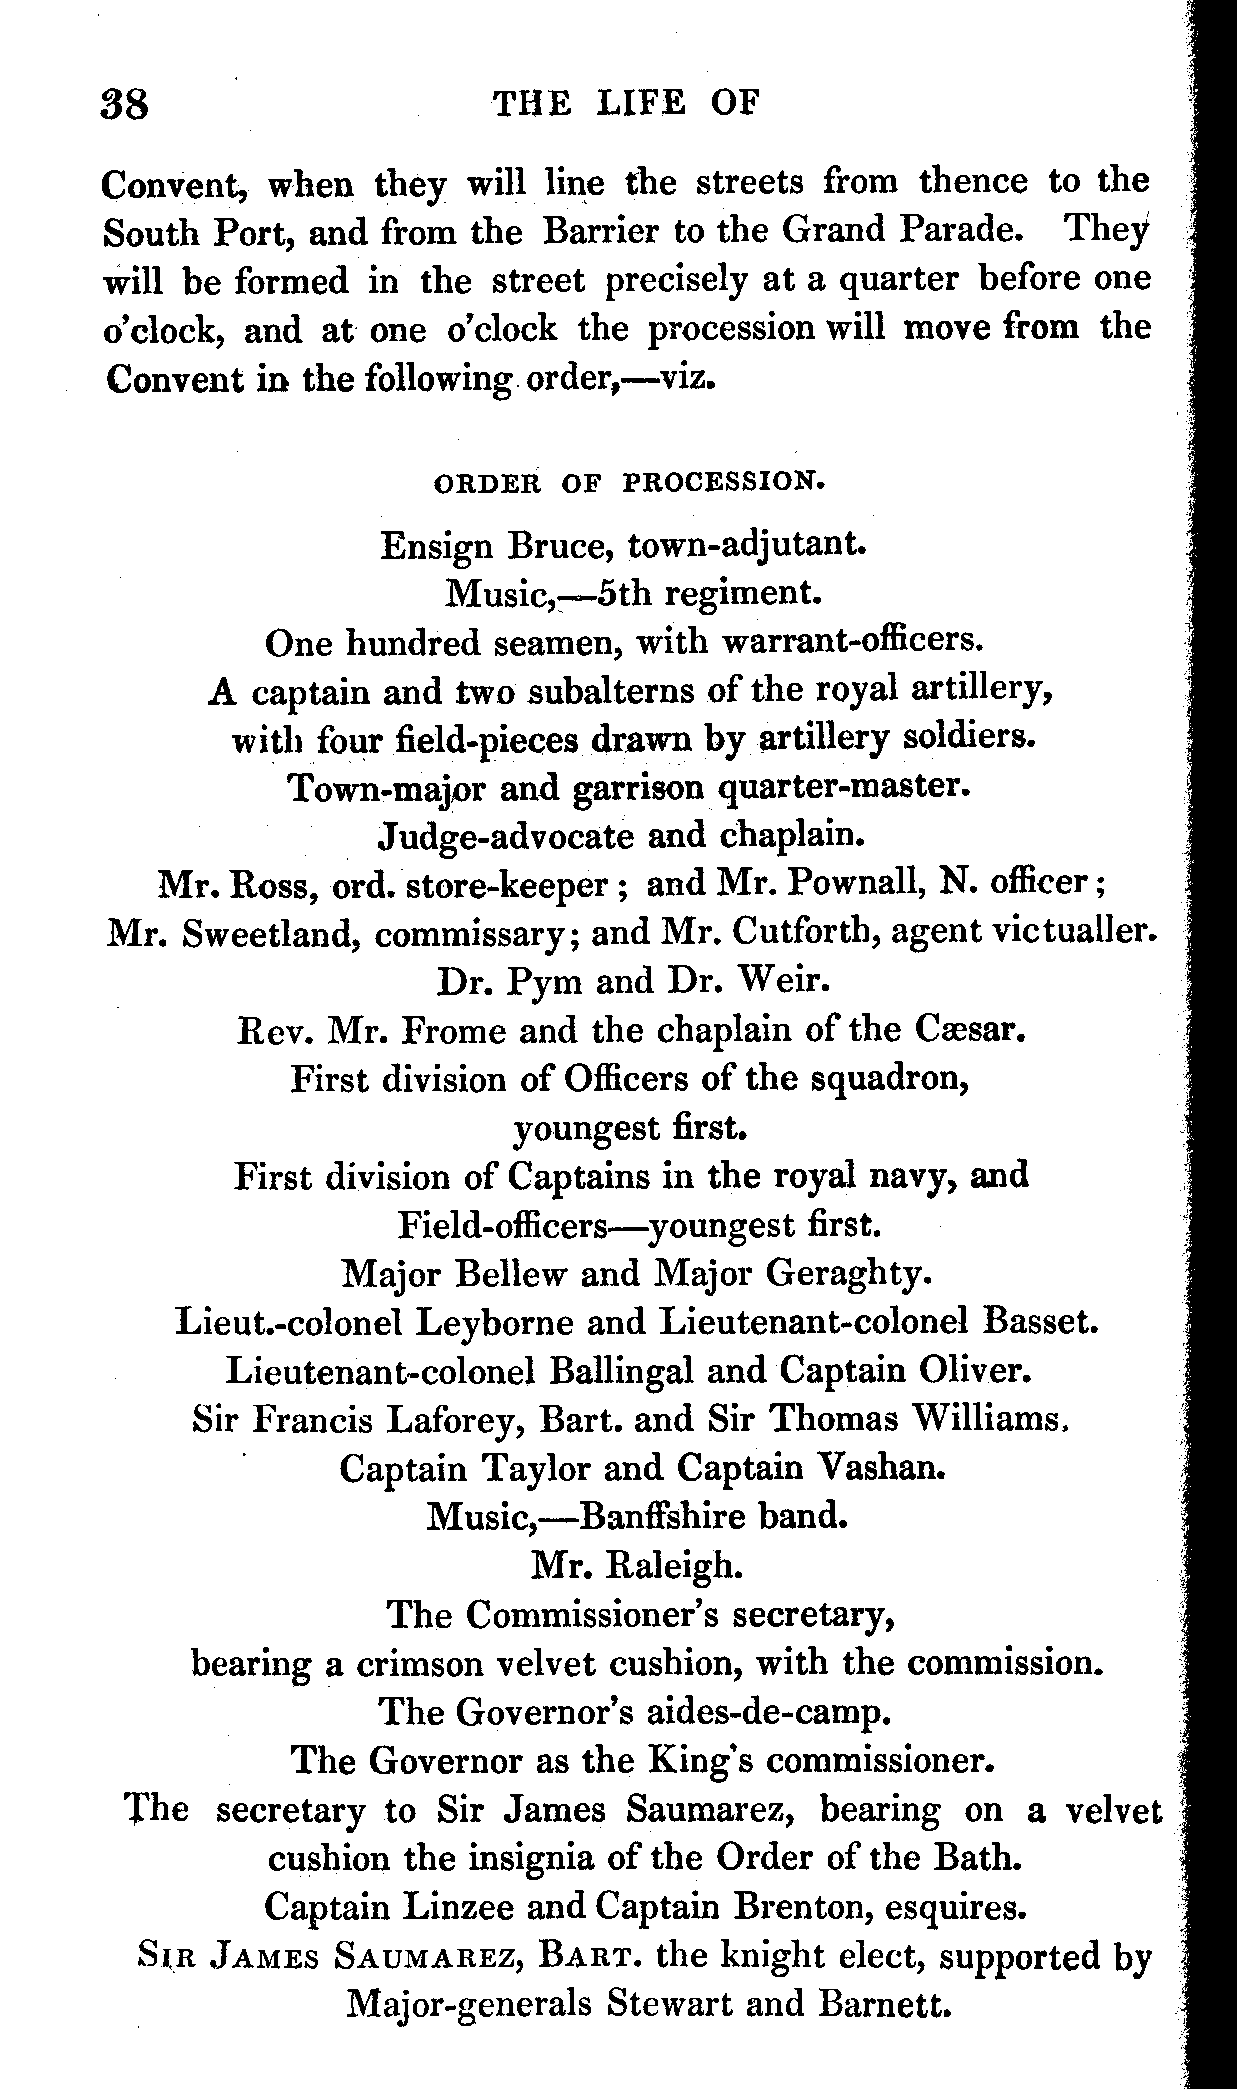 38 THE LIFE OF
Convent, when they will line the streets from thence to the
South Port, and from the Barrier to the Grand Parade. They
will be formed in the street precisely at a quarter before one
o'clock, and at one o'clock the procession will move from the
Convent in the following order,—viz.
ORDER OF PROCESSION.
Ensign Bruce, town-adjutant.
Music,—5th regiment.
One hundred seamen, with warrant-officers.
A captain and two subalterns of the royal artillery,
with four field-pieces drawn by artillery soldiers.
Town-major and garrison quarter-master.
Judge-advocate and chaplain.
Mr. Ross, ord. store-keeper ; and Mr. Pownall, N. officer ;
Mr. Sweetland, commissary; and Mr. Cutforth, agent victualler.
Dr. Pym and Dr. Weir.
Rev. Mr. Frome and the chaplain of the Cæsar.
First division of Officers of the squadron,
youngest first.
First division of Captains in the royal navy, and
Field-officers—youngest first.
Major Bellew and Major Geraghty.
Lieut.-colonel Leyborne and Lieutenant-colonel Basset.
Lieutenant-colonel Ballingal and Captain Oliver.
Sir Francis Laforey, Bart. and Sir Thomas Williams.
Captain Taylor and Captain Vashan.
Music,—Banffshire band.
Mr. Raleigh.
The Commissioner's secretary,
bearing a crimson velvet cushion, with the commission.
The Governor's aides-de-camp.
The Governor as the King's commissioner.
The secretary to Sir James Saumarez, bearing on a velvet
cushion the insignia of the Order of the Bath.
Captain Linzee and Captain Brenton, esquires.
SIR JAMES SAUMAREZ, BART. the knight elect, supported by
Major-generals Stewart and Barnett.